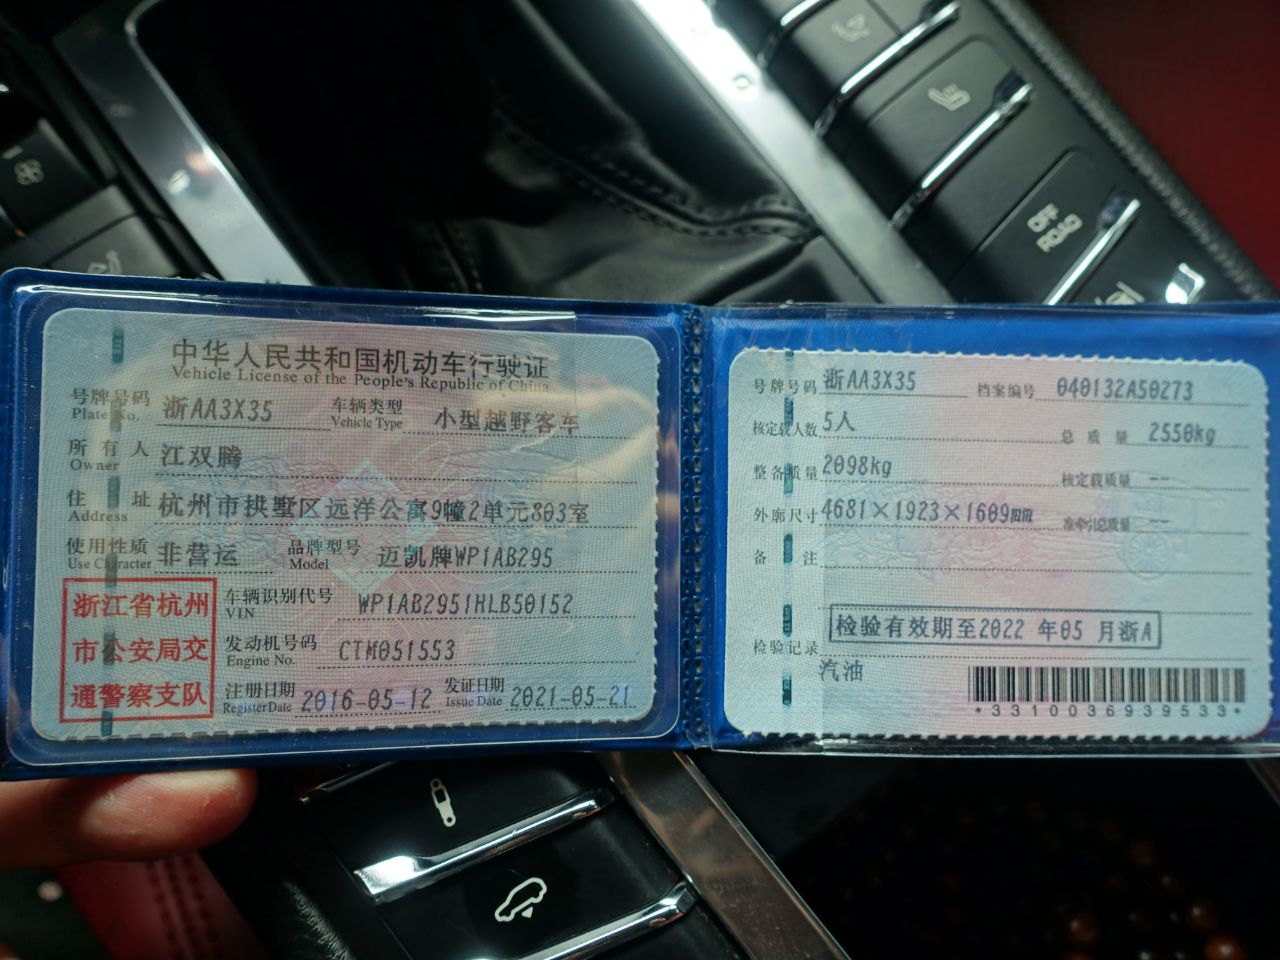 OFF
ROAD
中华人民共和国机动车行驶证
Vehicle License of the People's Republic of China
号牌号码 浙AA3X35 车辆类型 小型越野客车
Plate No. Vehicle Type
所有人 江双腾
Owner
住址 杭州市拱墅区远洋公寓9幢2单元803室
Address
使用性质 非营运 品牌型号 迈凯牌WP1AB295
Use Character Model
浙江省杭州
市公安局交
通警察支队
车辆识别代号 WP1AB2951HLB50152
VIN
发动机号码 CTM051553
Engine No.
注册日期 2016-05-12 发证日期 2021-05-21
Register Date Issue Date
号牌号码 浙AA3X35 档案编号 040132A50273
核定载人数 5人 总质量 2550kg
整备质量 2098kg 核定载质量 --
外廓尺寸 4681×1923×1609mm 准牵引总质量 --
备注
检验记录 检验有效期至2022年05月浙A
汽油
*3310036939533*